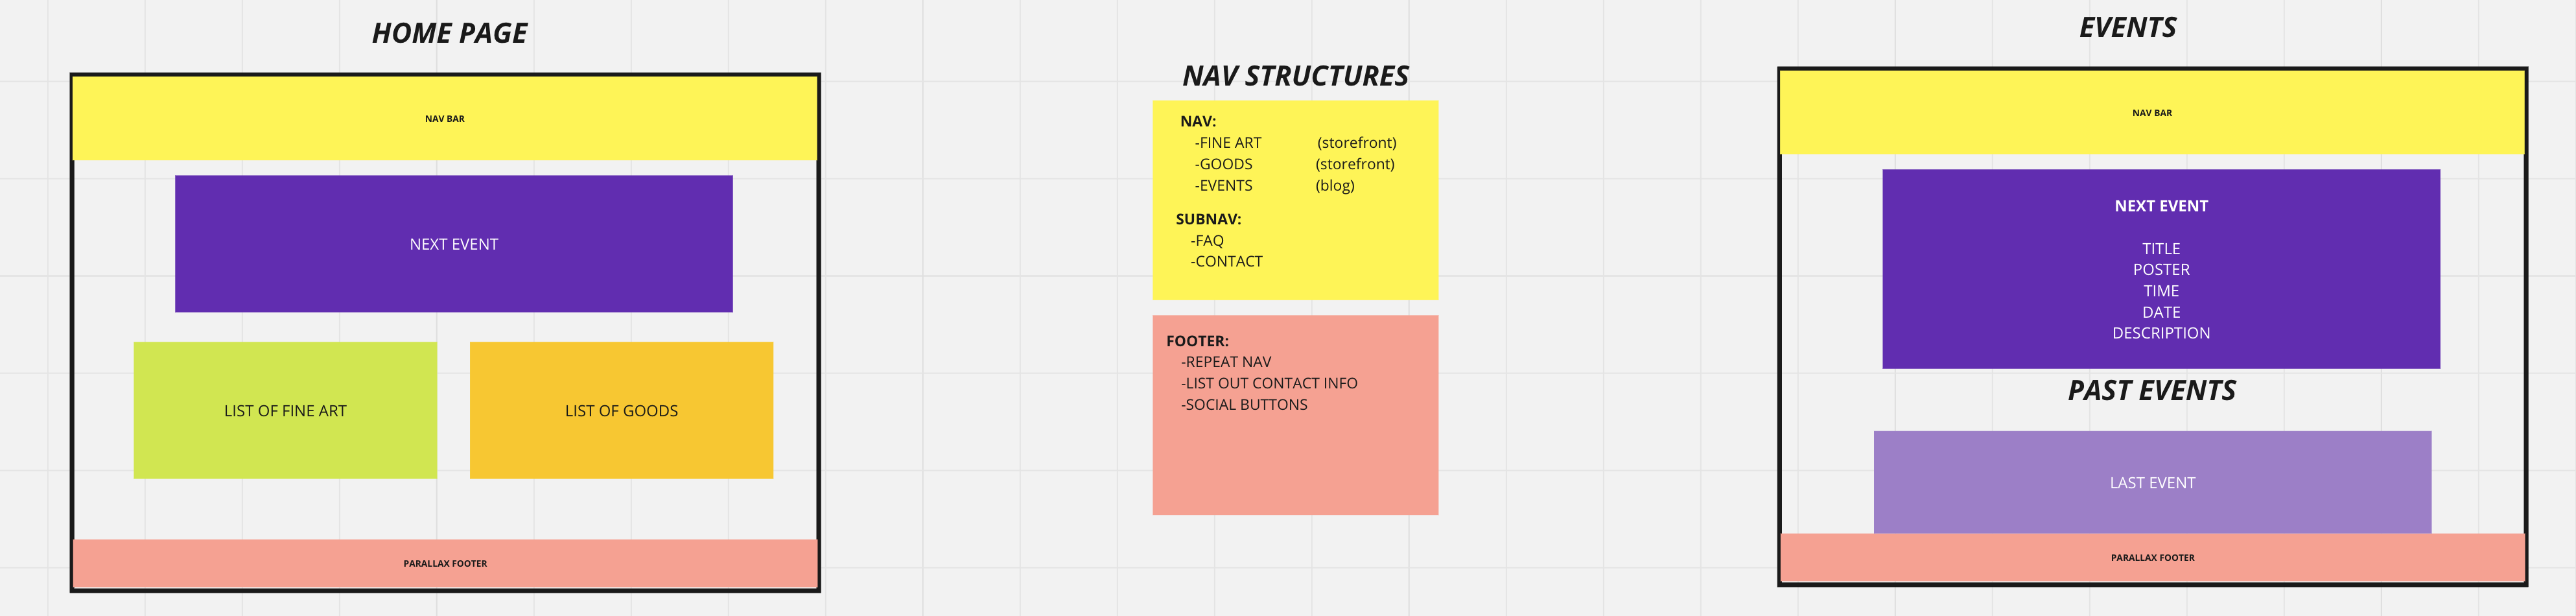 HOME PAGE
NAV BAR
NEXT EVENT
LIST OF FINE ART
LIST OF GOODS
PARALLAX FOOTER
NAV STRUCTURES
NAV:
-FINE ART (storefront)
-GOODS (storefront)
-EVENTS (blog)
SUBNAV:
-FAQ
-CONTACT
FOOTER:
-REPEAT NAV
-LIST OUT CONTACT INFO
-SOCIAL BUTTONS
EVENTS
NAV BAR
NEXT EVENT
TITLE
POSTER
TIME
DATE
DESCRIPTION
PAST EVENTS
LAST EVENT
PARALLAX FOOTER